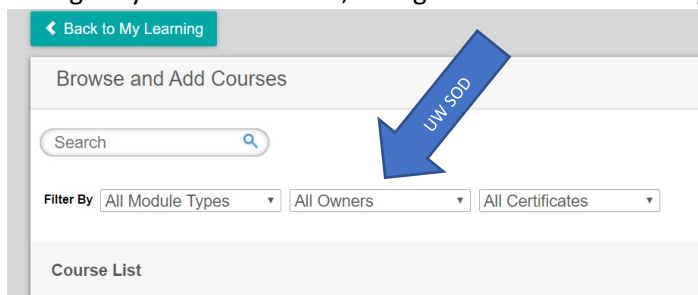 Back to My Learning
Browse and Add Courses
UW SOD
Search
Filter By All Module Types All Owners All Certificates
Course List